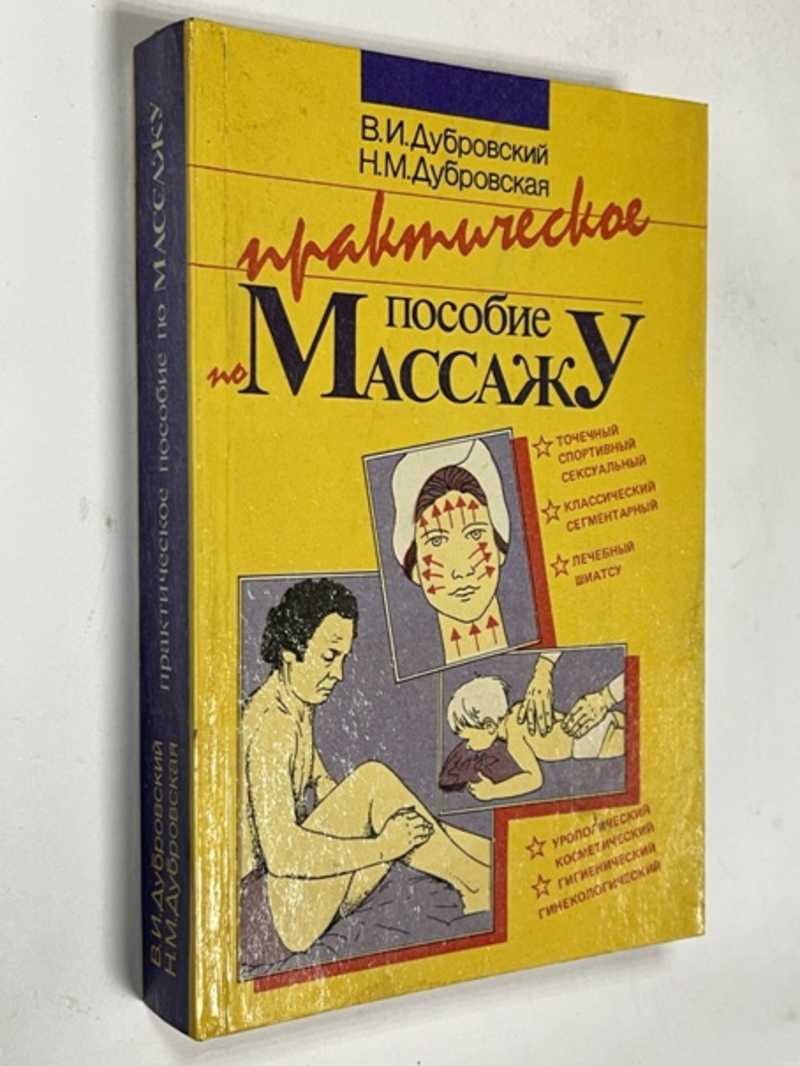 В.И.Дубровский
Н.М.Дубровская
практическое
пособие
по МассажУ
точечный
спортивный
сексуальный
классический
сегментарный
лечебный
шиатсу
урологический
косметический
гигиенический
гинекологический
В.И.Дубровский
Н.М.Дубровская
практическое пособие по МАССАЖУ